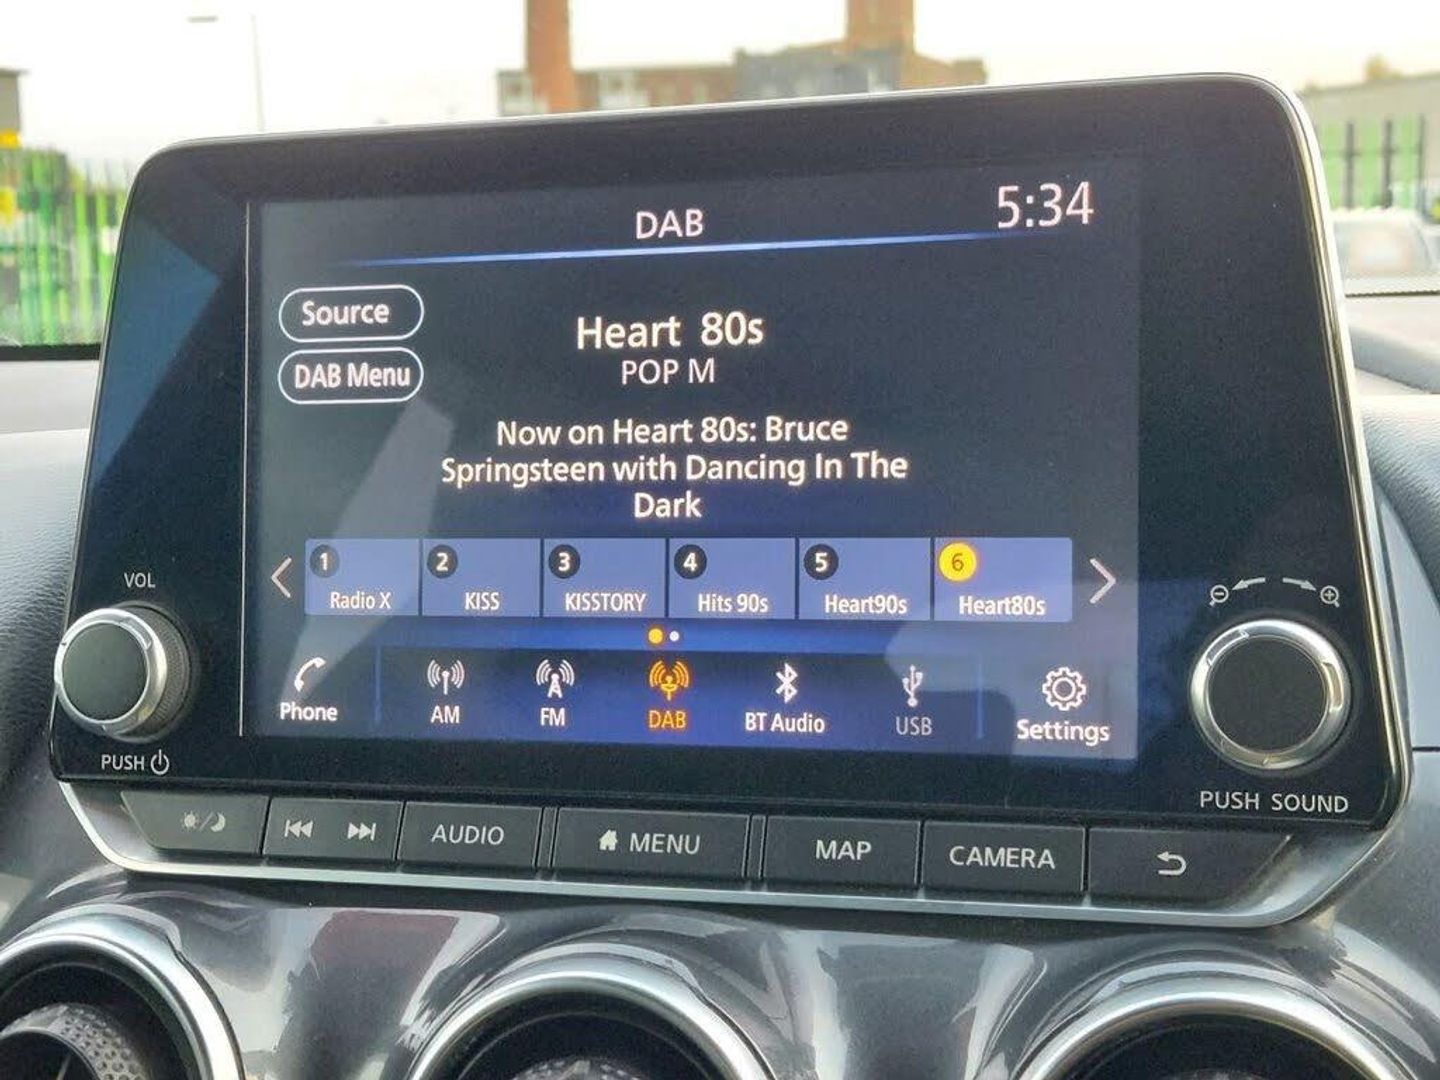 DAB
5:34
Source
DAB Menu
Heart 80s
POP M
Now on Heart 80s: Bruce
Springsteen with Dancing In The
Dark
1 2 3 4 5 6
Radio X KISS KISSTORY Hits 90s Heart90s Heart80s
Phone AM FM DAB BT Audio USB Settings
VOL
PUSH
PUSH SOUND
AUDIO MENU MAP CAMERA